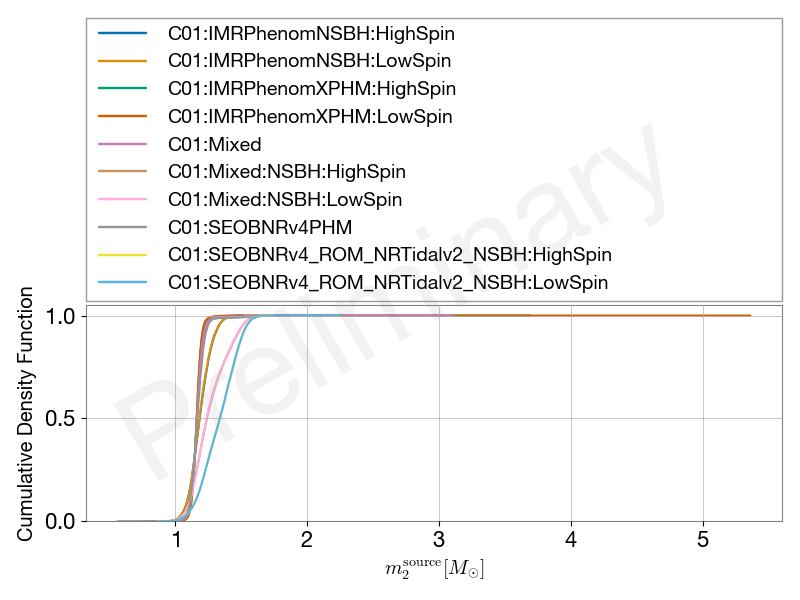 C01:IMRPhenomNSBH:HighSpin
C01:IMRPhenomNSBH:LowSpin
C01:IMRPhenomXPHM:HighSpin
C01:IMRPhenomXPHM:LowSpin
C01:Mixed
C01:Mixed:NSBH:HighSpin
C01:Mixed:NSBH:LowSpin
C01:SEOBNRv4PHM
C01:SEOBNRv4_ROM_NRTidalv2_NSBH:HighSpin
C01:SEOBNRv4_ROM_NRTidalv2_NSBH:LowSpin
Preliminary
Cumulative Density Function
1.0
0.5
0.0
1 2 3 4 5
m₂^source [M⊙]